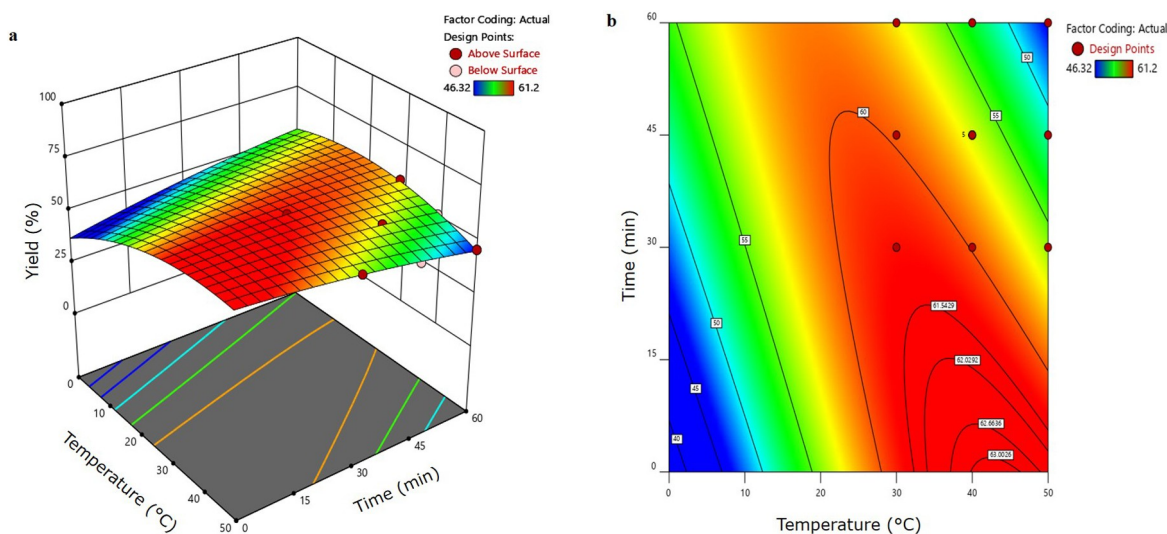 a
Factor Coding: Actual
Design Points:
Above Surface
Below Surface
46.32 61.2
100
75
50
25
0
Yield (%)
0
10
20
30
40
50
Temperature (°C)
0
15
30
45
60
Time (min)
b
Factor Coding: Actual
Design Points
46.32 61.2
60
45
30
15
0
Time (min)
50
60
55
5
55
61.5429
50
62.0292
45
62.6636
40
63.0026
0 10 20 30 40 50
Temperature (°C)